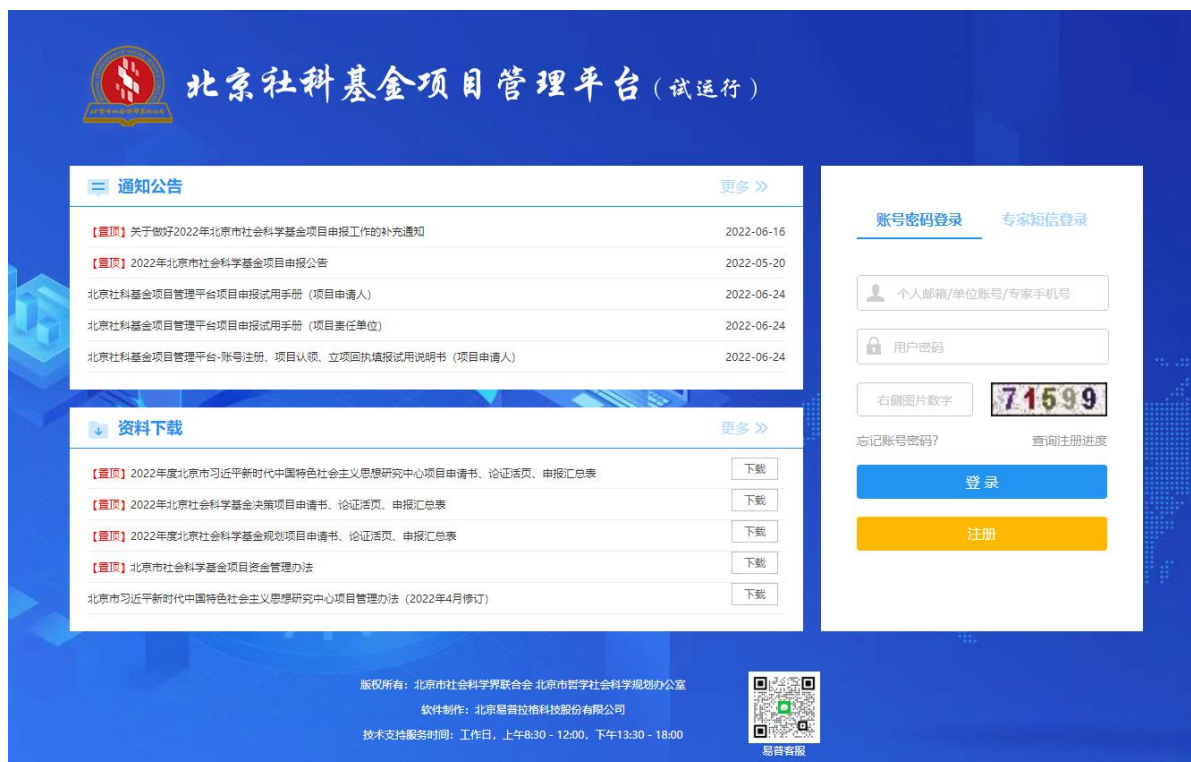 北京社科基金项目管理平台（试运行）
通知公告
更多
【置顶】关于做好2022年北京市社会科学基金项目申报工作的补充通知 2022-06-16
【置顶】2022年北京市社会科学基金项目申报公告 2022-05-20
北京社科基金项目管理平台项目申报试用手册（项目申请人） 2022-06-24
北京社科基金项目管理平台项目申报试用手册（项目责任单位） 2022-06-24
北京社科基金项目管理平台-账号注册、项目认领、立项回执填报试用说明书（项目申请人） 2022-06-24
资料下载
更多
【置顶】2022年度北京市习近平新时代中国特色社会主义思想研究中心项目申请书、论证活页、申报汇总表 下载
【置顶】2022年北京社会科学基金决策项目申请书、论证活页、申报汇总表 下载
【置顶】2022年度北京社会科学基金规划项目申请书、论证活页、申报汇总表 下载
【置顶】北京市社会科学基金项目资金管理办法 下载
北京市习近平新时代中国特色社会主义思想研究中心项目管理办法（2022年4月修订） 下载
账号密码登录 专家短信登录
个人邮箱/单位账号/专家手机号
用户密码
右侧图片数字 71599
忘记账号密码? 查询注册进度
登 录
注册
版权所有：北京市社会科学界联合会 北京市哲学社会科学规划办公室
软件制作：北京易普拉格科技股份有限公司
技术支持服务时间：工作日，上午8:30 - 12:00，下午13:30 - 18:00
易普客服